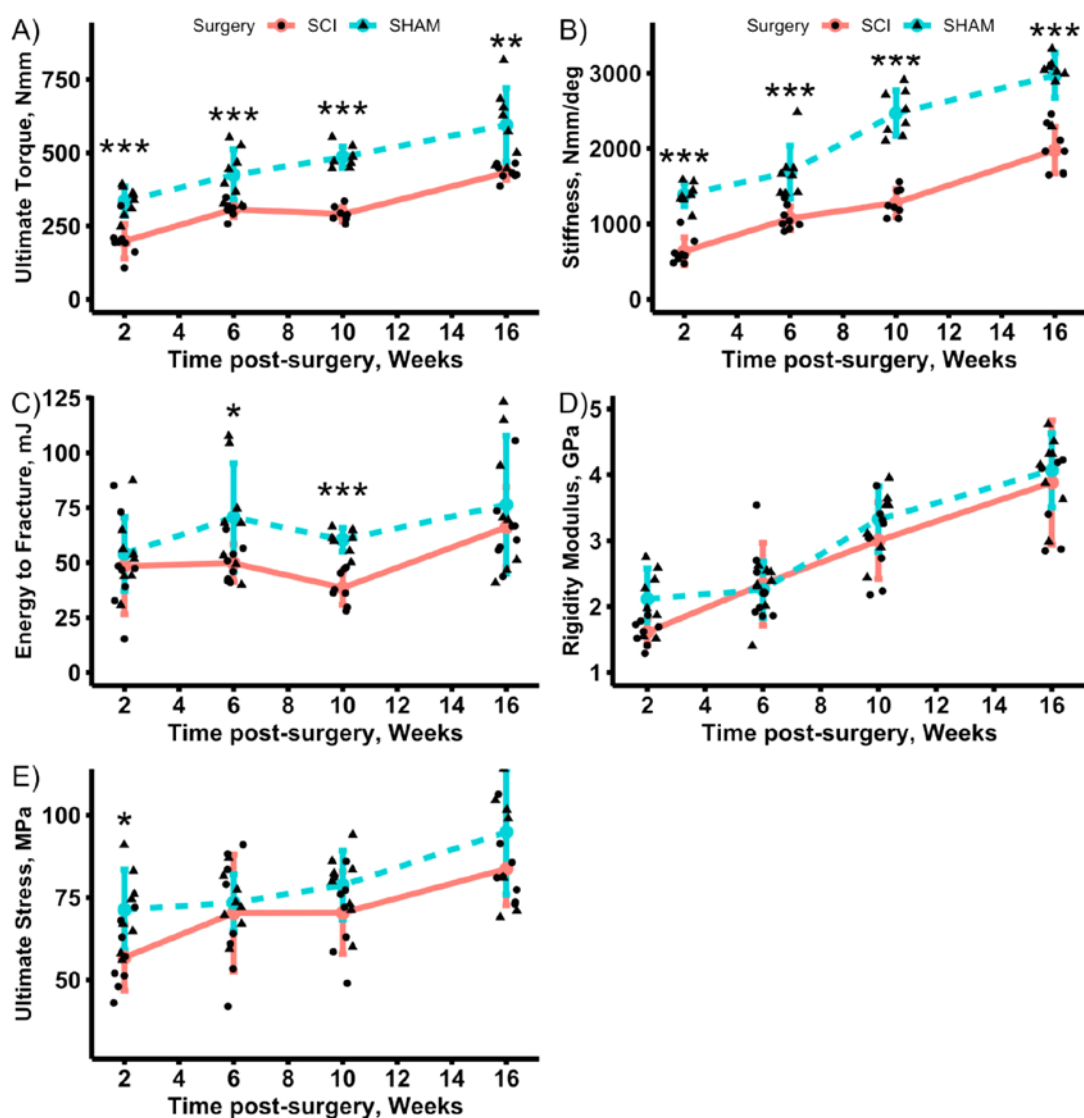 A) Surgery SCI SHAM
Ultimate Torque, Nmm
750
500
250
0
*** *** *** **
2 4 6 8 10 12 14 16
Time post-surgery, Weeks
B) Surgery SCI SHAM
Stiffness, Nmm/deg
3000
2000
1000
0
*** *** *** ***
2 4 6 8 10 12 14 16
Time post-surgery, Weeks
C)
Energy to Fracture, mJ
125
100
75
50
25
0
* ***
2 4 6 8 10 12 14 16
Time post-surgery, Weeks
D)
Rigidity Modulus, GPa
5
4
3
2
1
2 4 6 8 10 12 14 16
Time post-surgery, Weeks
E)
Ultimate Stress, MPa
100
75
50
*
2 4 6 8 10 12 14 16
Time post-surgery, Weeks